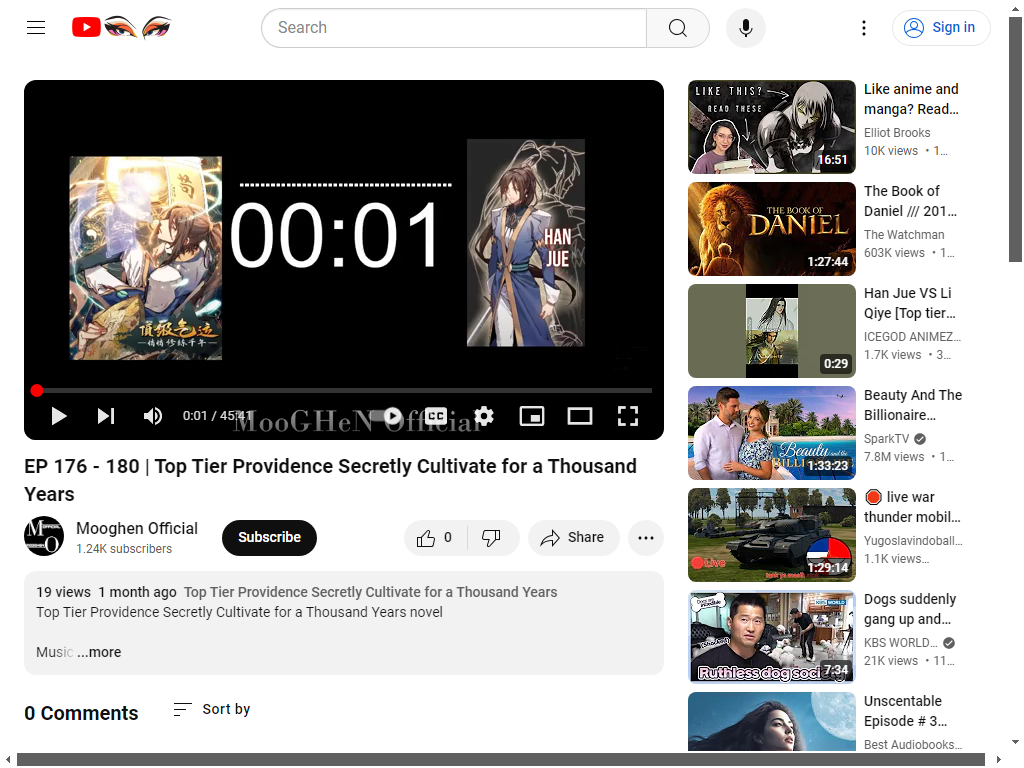 Search
Sign in
頂級气运
悄悄修練千年
00:01
HAN
JUE
0:01 / 45:41
CC
MooGHeN Official
EP 176 - 180 | Top Tier Providence Secretly Cultivate for a Thousand
Years
Mooghen Official
1.24K subscribers
Subscribe
0
Share
19 views 1 month ago Top Tier Providence Secretly Cultivate for a Thousand Years
Top Tier Providence Secretly Cultivate for a Thousand Years novel
Music ...more
0 Comments
Sort by
LIKE THIS?
READ THESE
16:51
Like anime and
manga? Read...
Elliot Brooks
10K views • 1...
THE BOOK OF
DANIEL
1:27:44
The Book of
Daniel /// 201...
The Watchman
603K views • 1...
0:29
Han Jue VS Li
Qiye [Top tier...
ICEGOD ANIMEZ...
1.7K views • 3...
Beauty and the
1:33:23
Beauty And The
Billionaire...
SparkTV
7.8M views • 1...
Live
1:29:14
live war
thunder mobil...
Yugoslavindoball...
1.1K views...
KBS WORLD
Ruthless dog
7:34
Dogs suddenly
gang up and...
KBS WORLD...
21K views • 11...
Unscentable
Episode # 3...
Best Audiobooks...